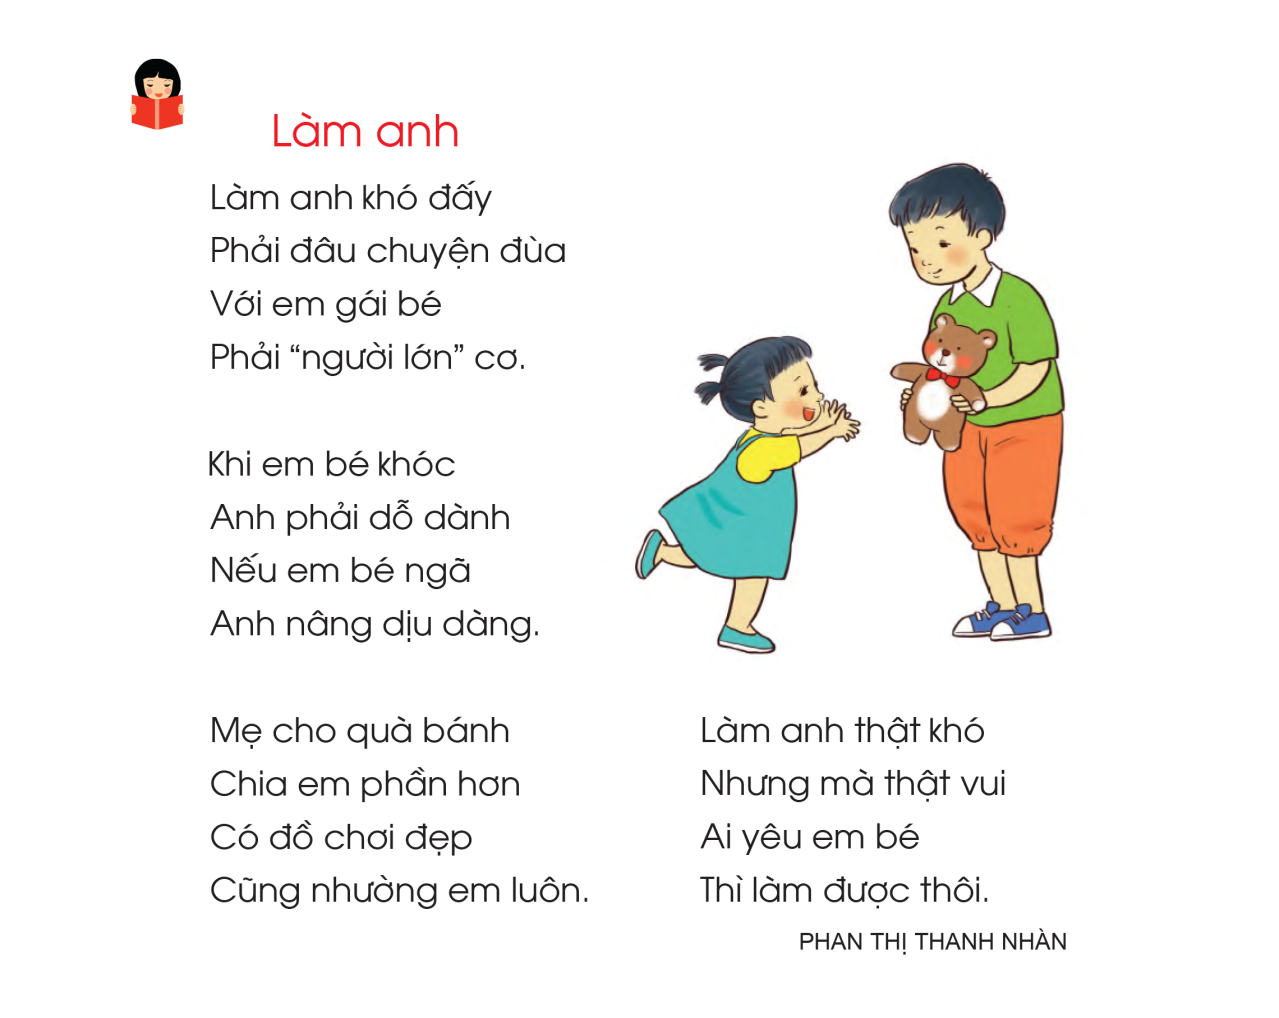 Làm anh
Làm anh khó đấy
Phải đâu chuyện đùa
Với em gái bé
Phải “người lớn” cơ.
Khi em bé khóc
Anh phải dỗ dành
Nếu em bé ngã
Anh nâng dịu dàng.
Mẹ cho quà bánh
Chia em phần hơn
Có đồ chơi đẹp
Cũng nhường em luôn.
Làm anh thật khó
Nhưng mà thật vui
Ai yêu em bé
Thì làm được thôi.
PHAN THỊ THANH NHÀN